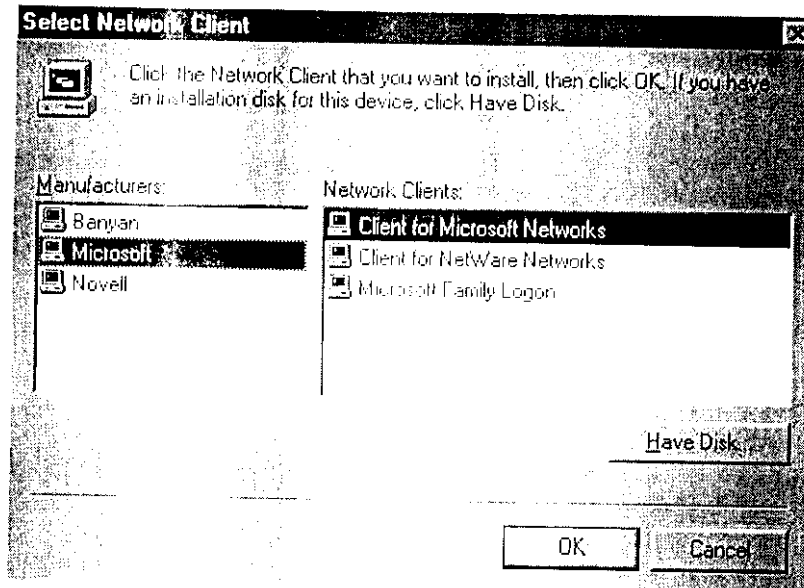 Select Network Client
Click the Network Client that you want to install, then click OK. If you have
an installation disk for this device, click Have Disk.
Manufacturers:
Banyan
Microsoft
Novell
Network Clients:
Client for Microsoft Networks
Client for NetWare Networks
Microsoft Family Logon
Have Disk...
OK
Cancel